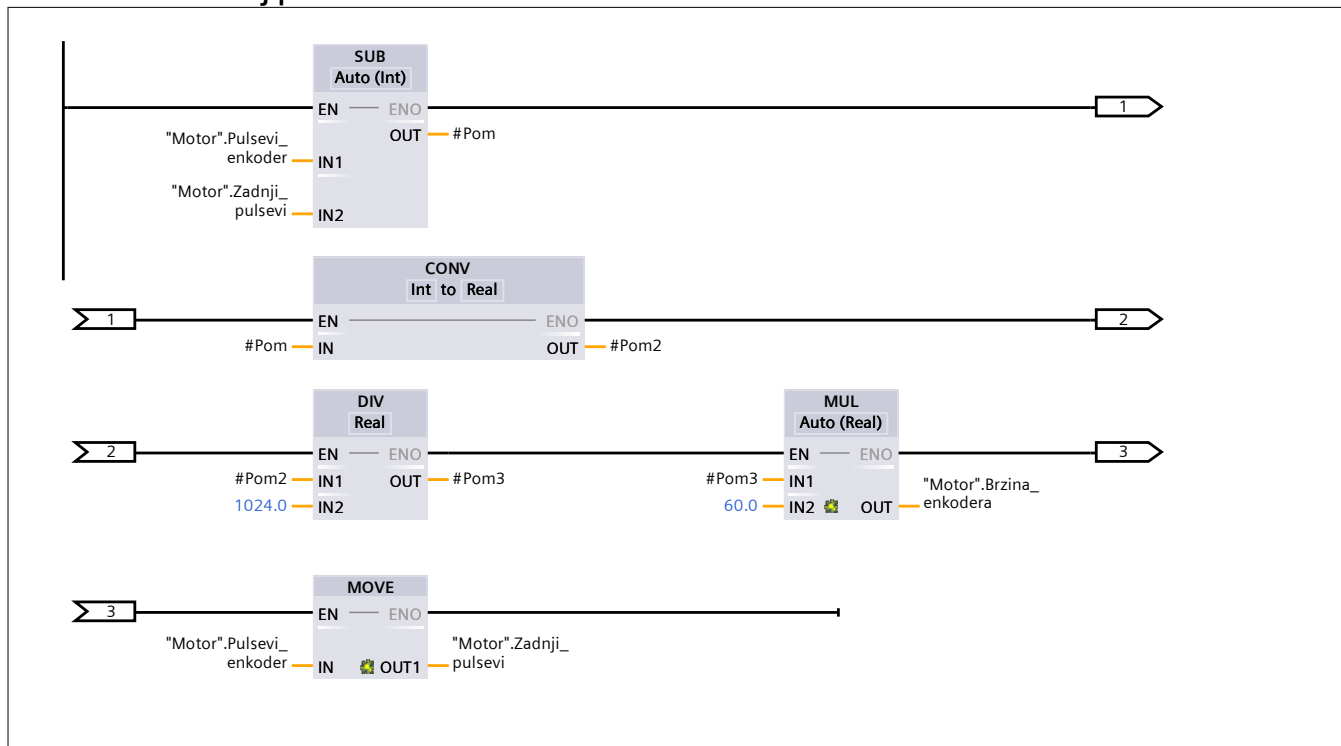 SUB
Auto (Int)
EN
ENO
1
"Motor".Pulsevi_
enkoder
IN1
OUT
#Pom
"Motor".Zadnji_
pulsevi
IN2
CONV
Int to Real
1
EN
ENO
2
#Pom
IN
OUT
#Pom2
DIV
Real
MUL
Auto (Real)
2
EN
ENO
EN
ENO
3
#Pom2
IN1
OUT
#Pom3
#Pom3
IN1
"Motor".Brzina_
enkodera
1024.0
IN2
60.0
IN2
OUT
MOVE
3
EN
ENO
"Motor".Pulsevi_
enkoder
IN
OUT1
"Motor".Zadnji_
pulsevi